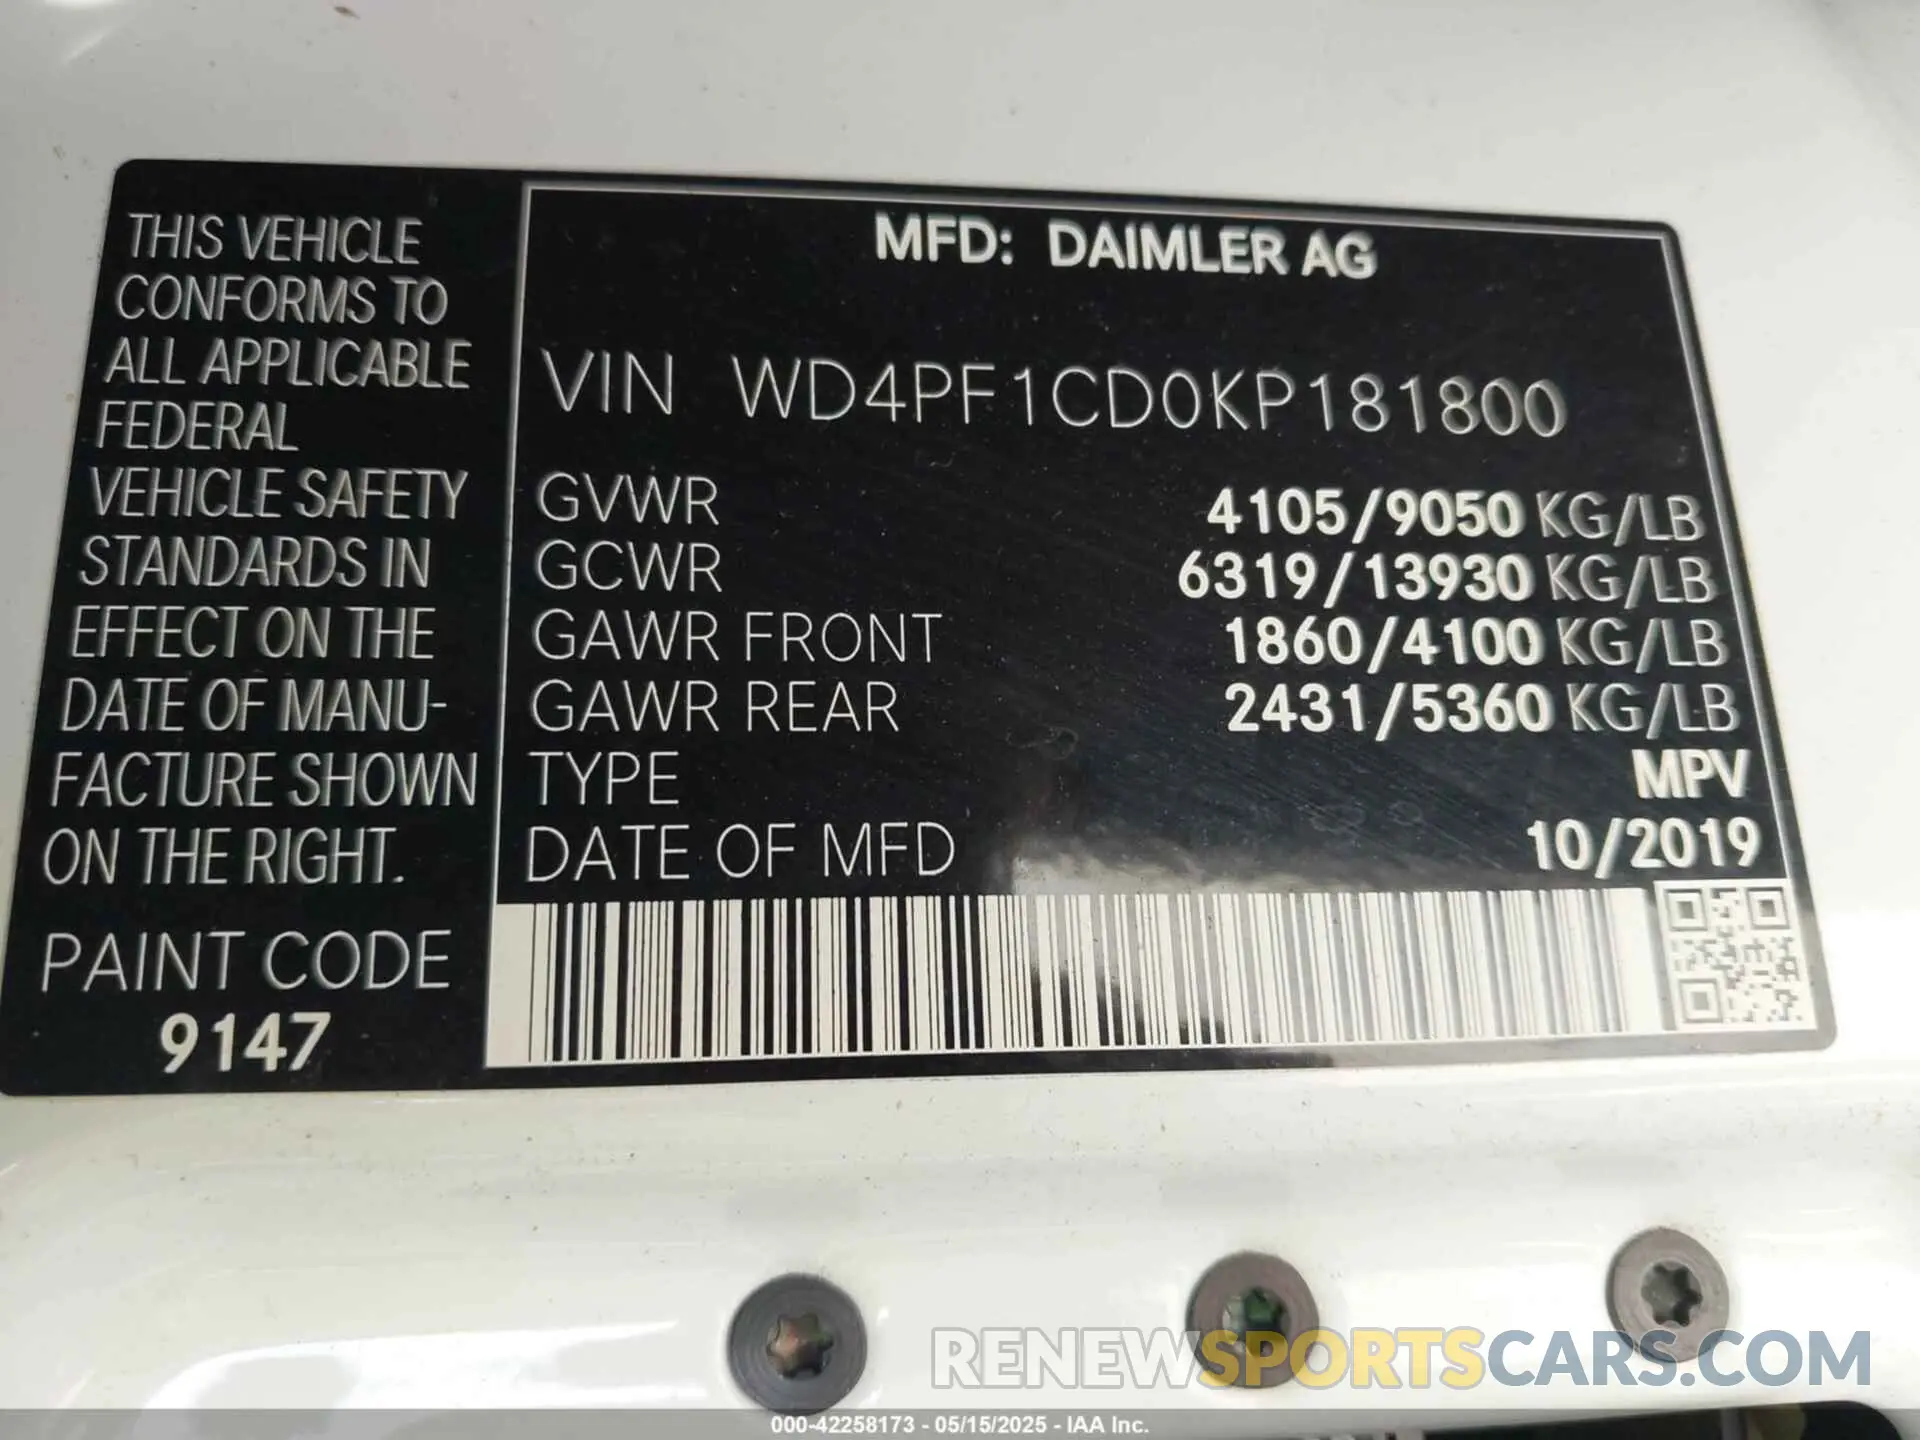 THIS VEHICLE
CONFORMS TO
ALL APPLICABLE
FEDERAL
VEHICLE SAFETY
STANDARDS IN
EFFECT ON THE
DATE OF MANU-
FACTURE SHOWN
ON THE RIGHT.
PAINT CODE
9147
MFD: DAIMLER AG
VIN WD4PF1CD0KP181800
GVWR 4105/9050 KG/LB
GCWR 6319/13930 KG/LB
GAWR FRONT 1860/4100 KG/LB
GAWR REAR 2431/5360 KG/LB
TYPE MPV
DATE OF MFD 10/2019
RENEWSPORTSCARS.COM
000-42258173 - 05/15/2025 - IAA Inc.